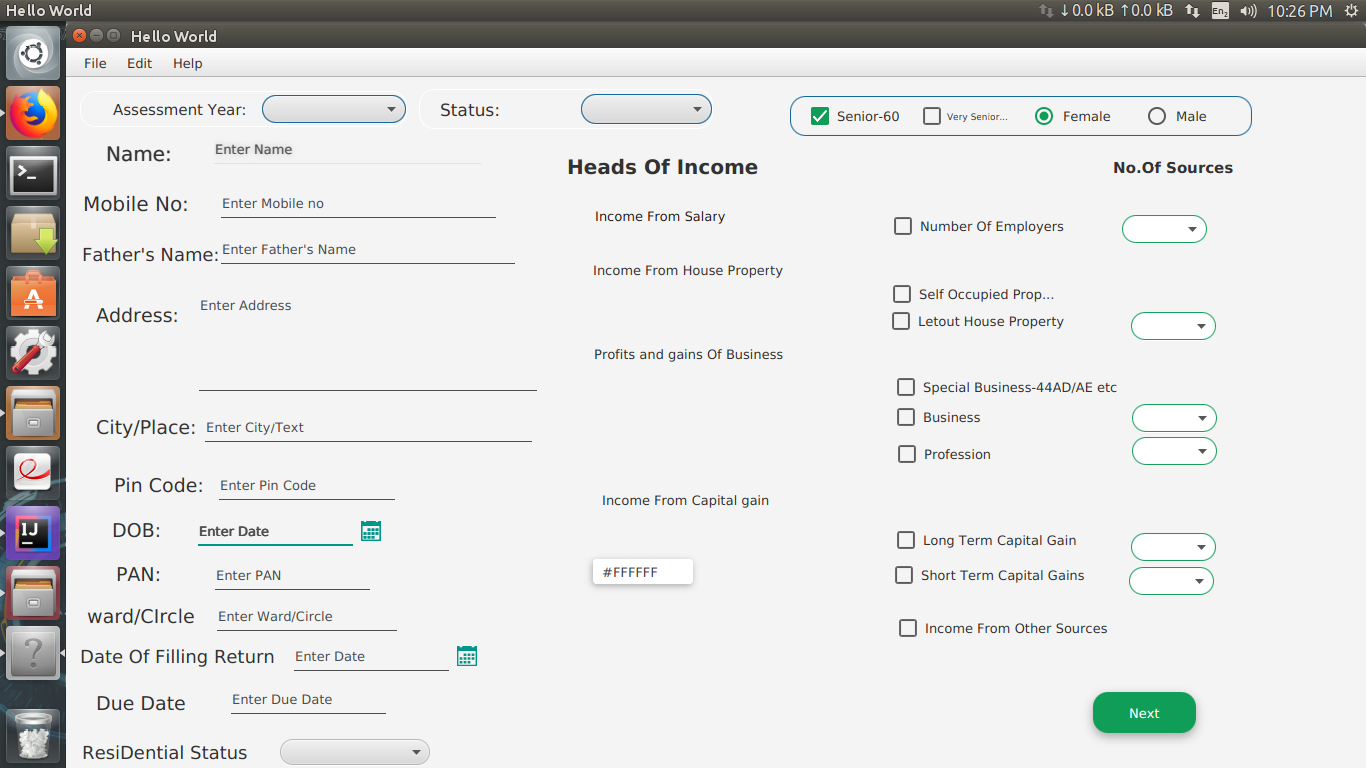 Hello World
↓0.0 kB ↑0.0 kB En2 10:26 PM
Hello World
File Edit Help
Assessment Year:
Status:
Senior-60 Very Senior... Female Male
Name: Enter Name
Mobile No: Enter Mobile no
Father's Name: Enter Father's Name
Address: Enter Address
City/Place: Enter City/Text
Pin Code: Enter Pin Code
DOB: Enter Date
PAN: Enter PAN
ward/CIrcle Enter Ward/Circle
Date Of Filling Return Enter Date
Due Date Enter Due Date
ResiDential Status
Heads Of Income
Income From Salary
Income From House Property
Profits and gains Of Business
Income From Capital gain
#FFFFFF
No.Of Sources
Number Of Employers
Self Occupied Prop...
Letout House Property
Special Business-44AD/AE etc
Business
Profession
Long Term Capital Gain
Short Term Capital Gains
Income From Other Sources
Next
IJ